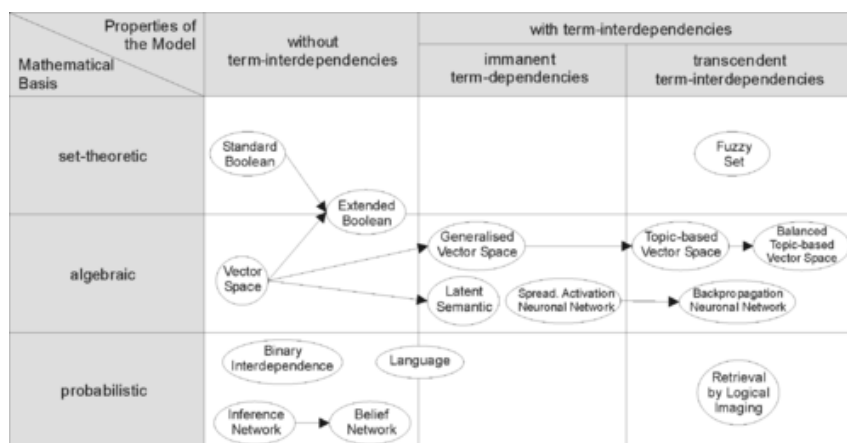 Properties of
the Model
Mathematical
Basis
without
term-interdependencies
with term-interdependencies
immanent
term-dependencies
transcendent
term-interdependencies
set-theoretic
Standard
Boolean
Fuzzy
Set
Extended
Boolean
algebraic
Vector
Space
Generalised
Vector Space
Topic-based
Vector Space
Balanced
Topic-based
Vector Space
Latent
Semantic
Spread. Activation
Neuronal Network
Backpropagation
Neuronal Network
probabilistic
Binary
Interdependence
Language
Inference
Network
Belief
Network
Retrieval
by Logical
Imaging